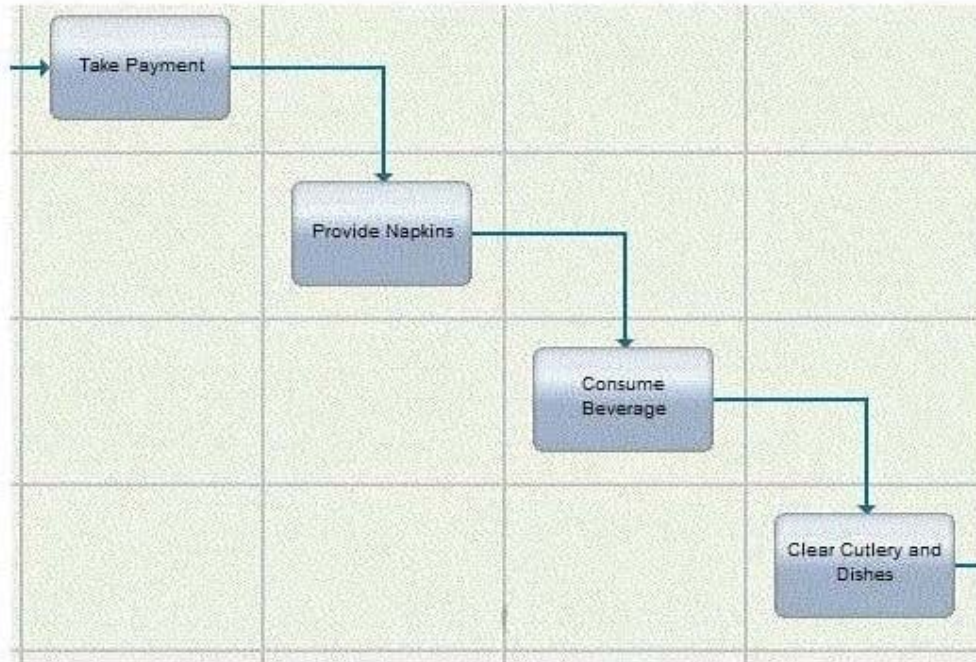 Take Payment
Provide Napkins
Consume
Beverage
Clear Cutlery and
Dishes